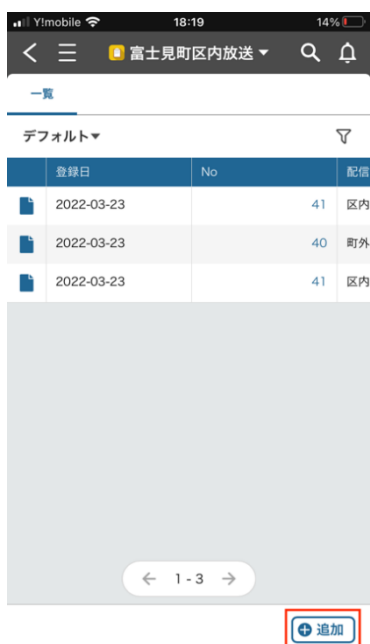 Y!mobile 18:19 14%
富士見町区内放送▼
一覧
デフォルト▾
登録日 No 配信
2022-03-23 41 区内
2022-03-23 40 町外
2022-03-23 41 区内
← 1 - 3 →
追加